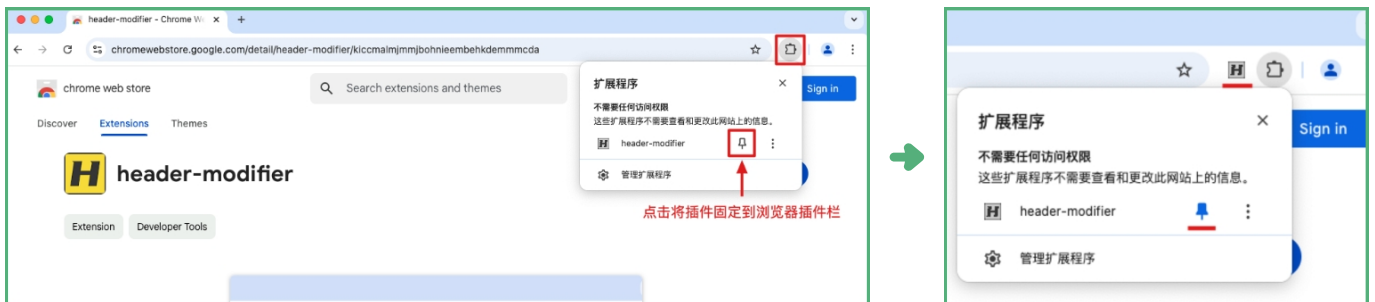 header-modifier - Chrome W
chromewebstore.google.com/detail/header-modifier/kiccmalmjmmjbohnieembehkdemmmcda
chrome web store
Search extensions and themes
Sign in
Discover
Extensions
Themes
H
header-modifier
Extension
Developer Tools
扩展程序
不需要任何访问权限
这些扩展程序不需要查看和更改此网站上的信息。
H
header-modifier
管理扩展程序
点击将插件固定到浏览器插件栏
H
Sign in
扩展程序
不需要任何访问权限
这些扩展程序不需要查看和更改此网站上的信息。
H
header-modifier
管理扩展程序